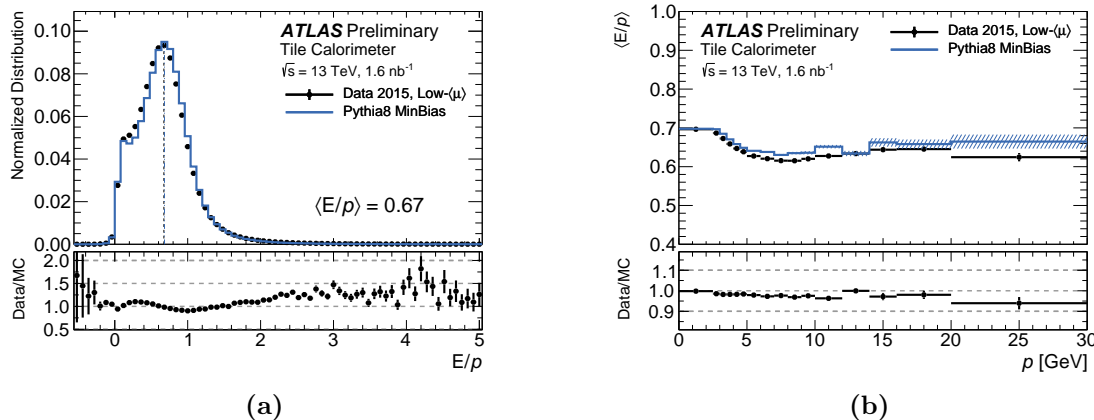 ATLAS Preliminary
Tile Calorimeter
√s = 13 TeV, 1.6 nb⁻¹
Data 2015, Low-⟨μ⟩
Pythia8 MinBias
⟨E/p⟩ = 0.67
Normalized Distribution
0.10
0.08
0.06
0.04
0.02
0.00
Data/MC
2.0
1.5
1.0
0.5
0 1 2 3 4 5
E/p
(a)
ATLAS Preliminary
Tile Calorimeter
√s = 13 TeV, 1.6 nb⁻¹
Data 2015, Low-⟨μ⟩
Pythia8 MinBias
⟨E/p⟩
1.0
0.9
0.8
0.7
0.6
0.5
0.4
Data/MC
1.1
1.0
0.9
0 5 10 15 20 25 30
p [GeV]
(b)